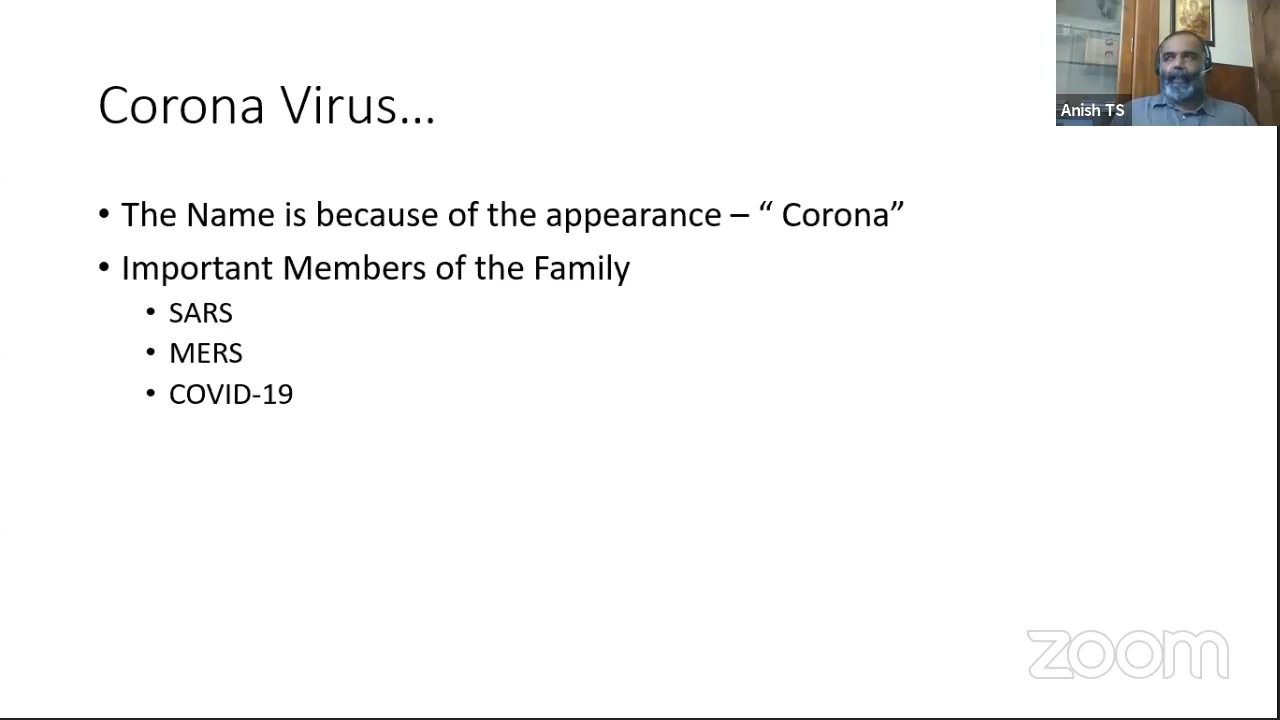 Corona Virus...
• The Name is because of the appearance – “ Corona”
• Important Members of the Family
• SARS
• MERS
• COVID-19
Anish TS
zoom